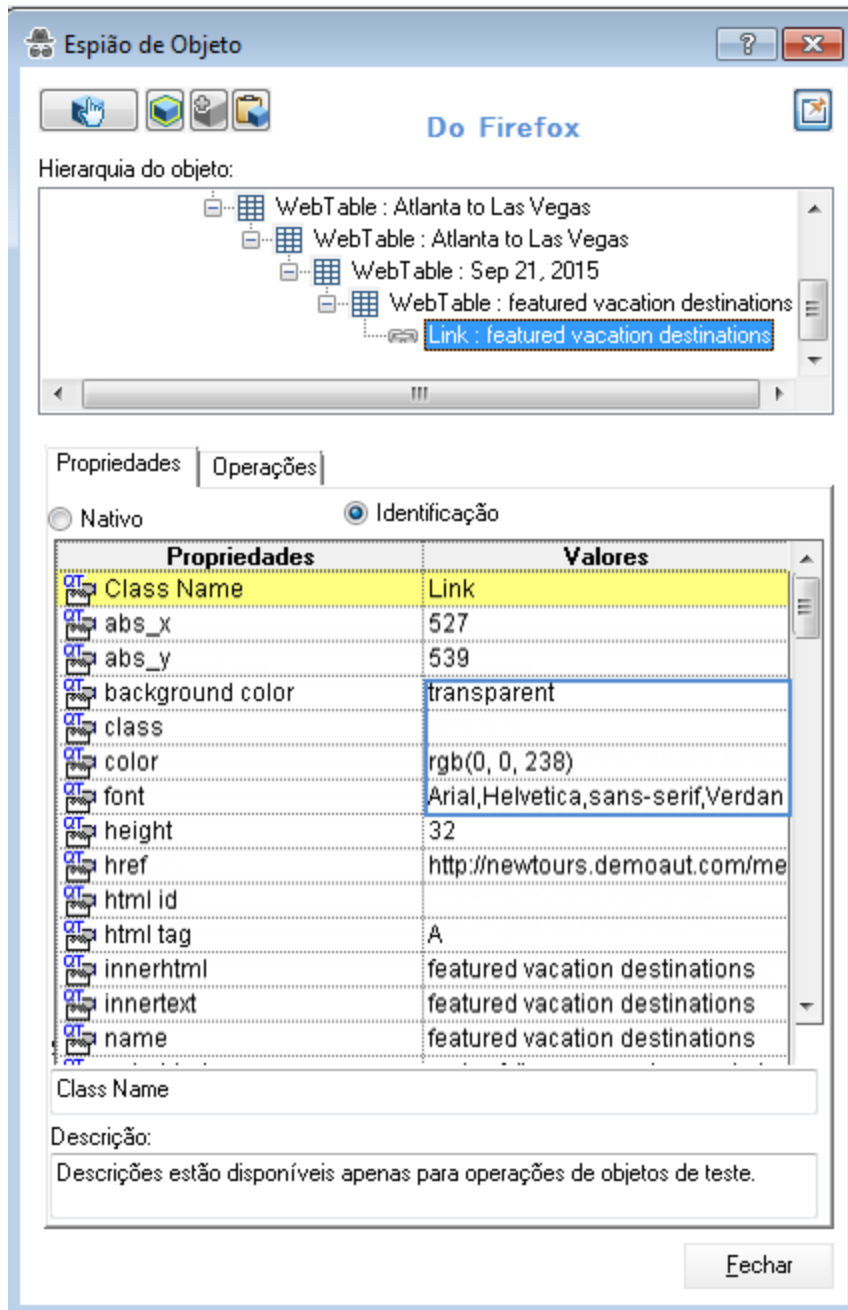 Espião de Objeto
Do Firefox
Hierarquia do objeto:
WebTable : Atlanta to Las Vegas
WebTable : Atlanta to Las Vegas
WebTable : Sep 21, 2015
WebTable : featured vacation destinations
Link : featured vacation destinations
Propriedades Operações
Nativo Identificação
Propriedades Valores
Class Name Link
abs_x 527
abs_y 539
background color transparent
class
color rgb(0, 0, 238)
font Arial,Helvetica,sans-serif,Verdan
height 32
href http://newtours.demoaut.com/me
html id
html tag A
innerhtml featured vacation destinations
innertext featured vacation destinations
name featured vacation destinations
Class Name
Descrição:
Descrições estão disponíveis apenas para operações de objetos de teste.
Fechar